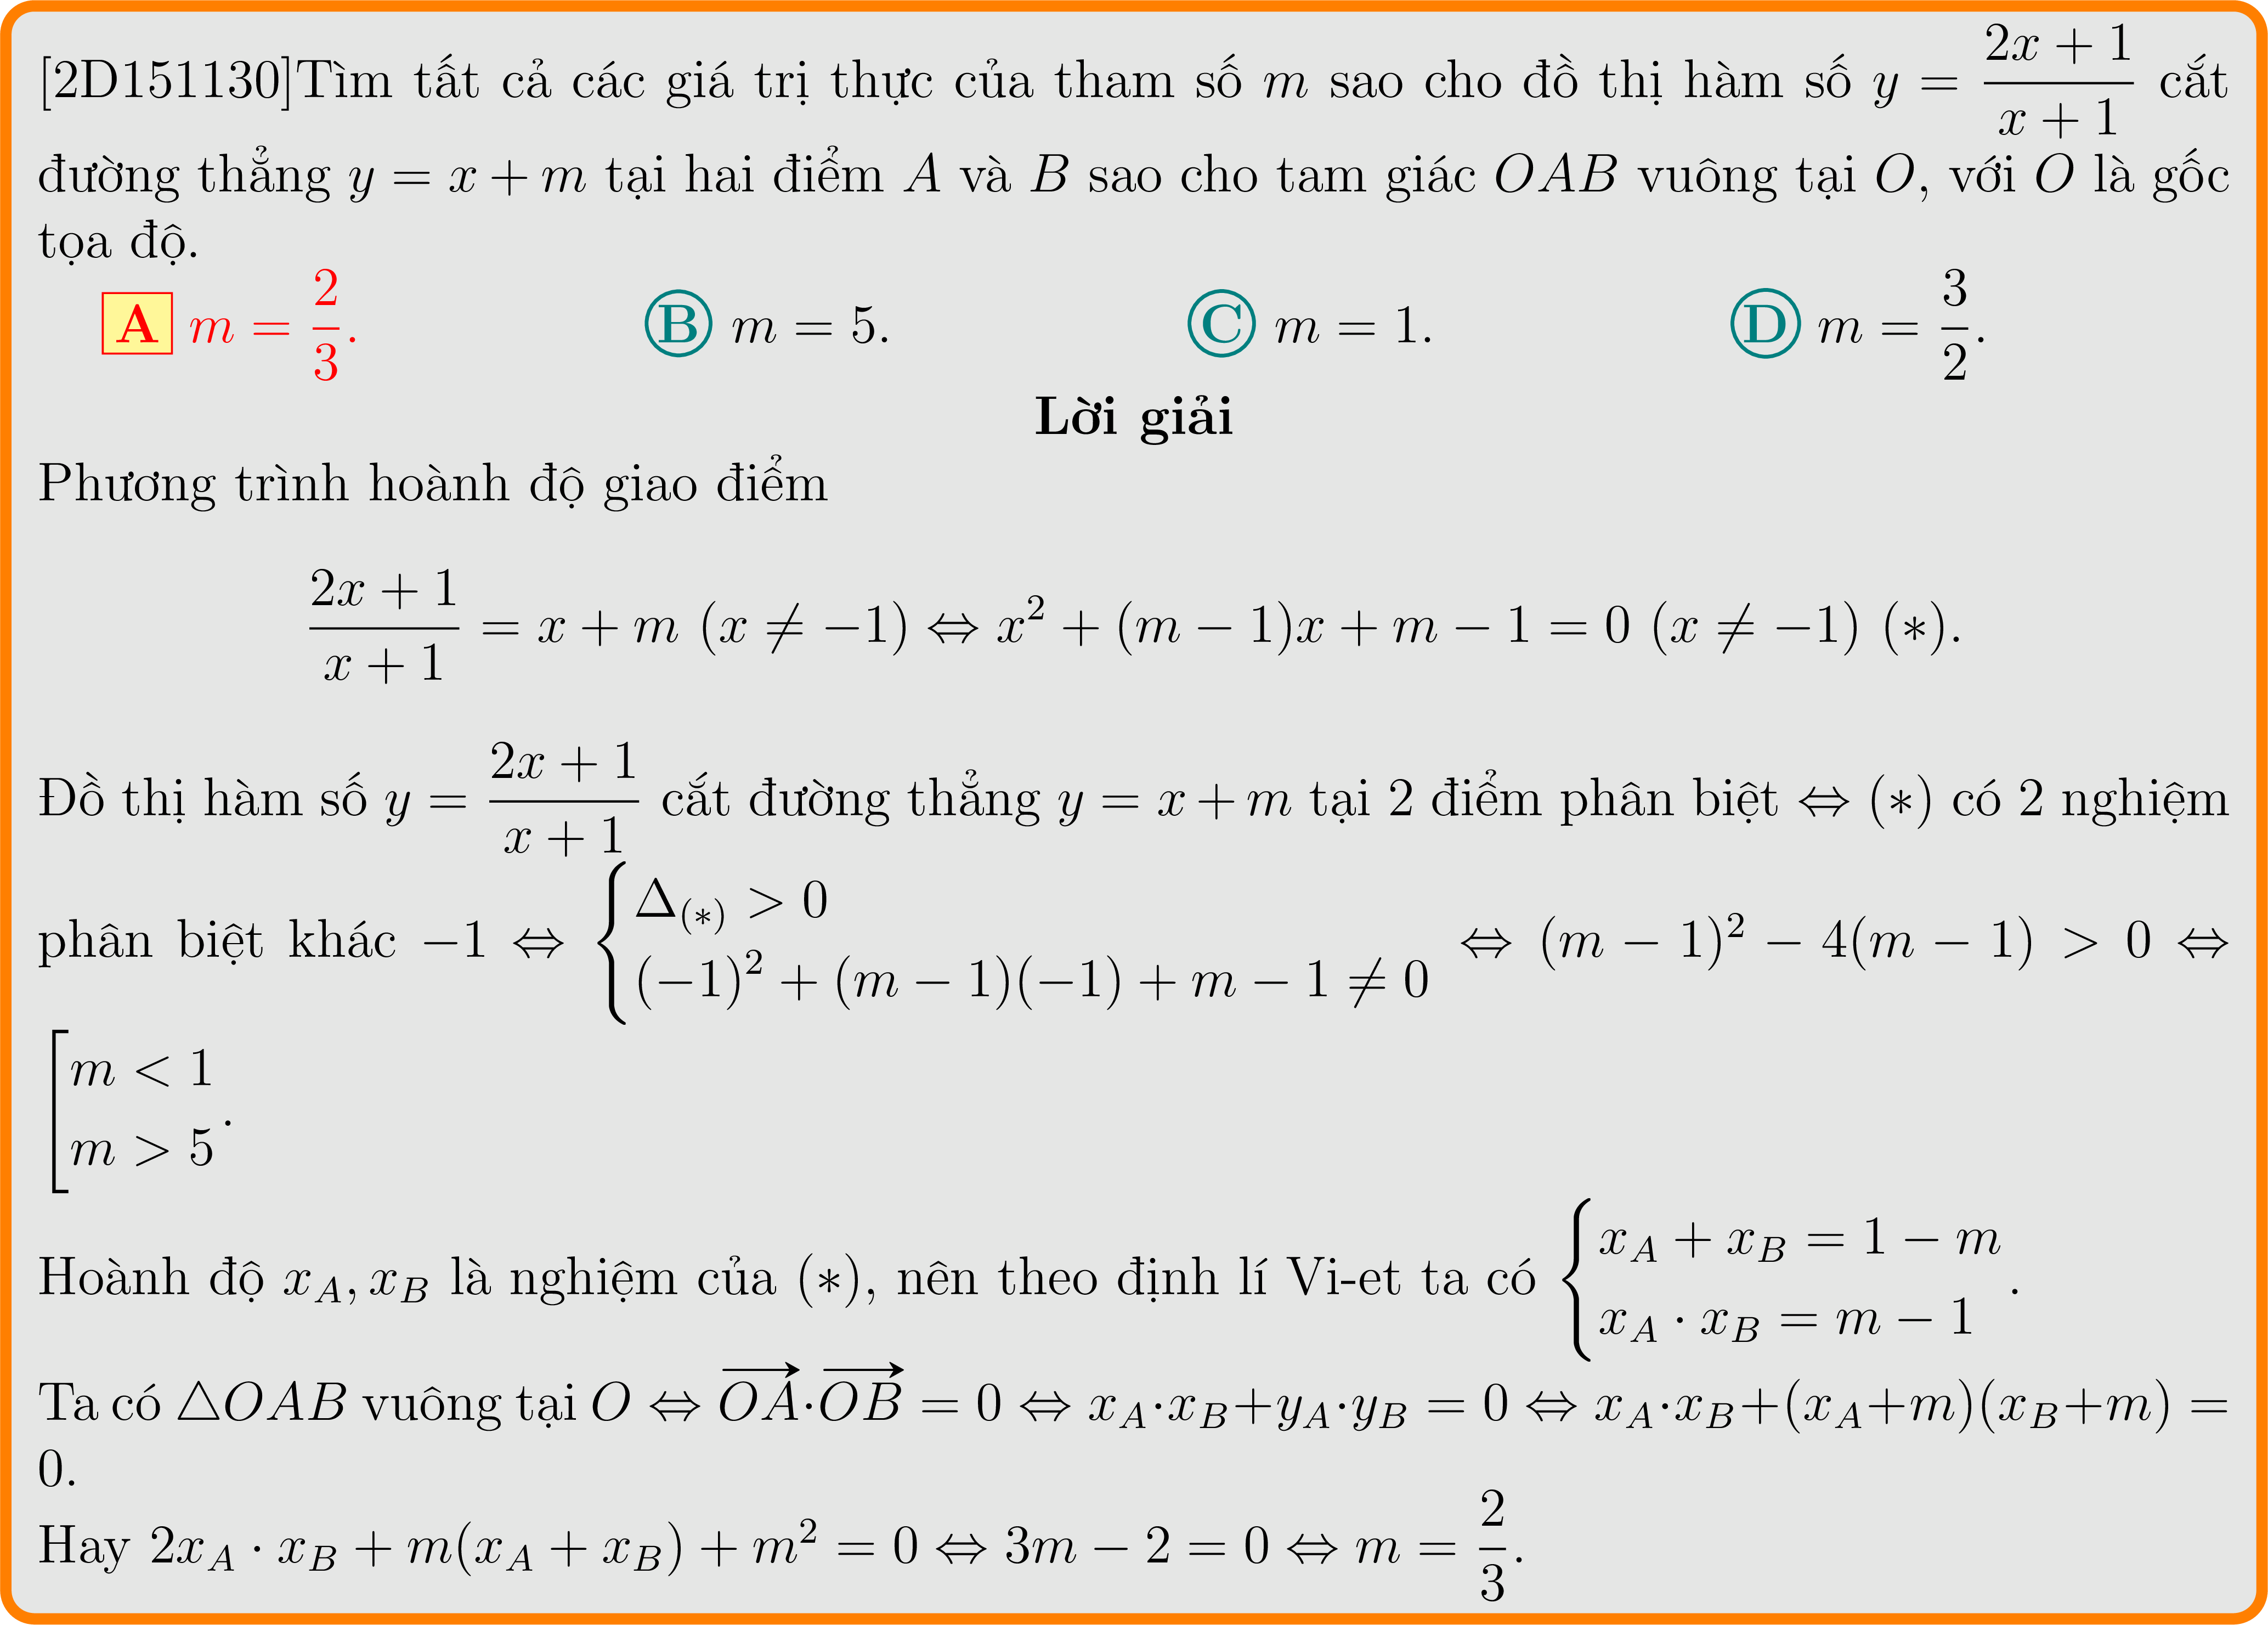 [2D151130]Tìm tất cả các giá trị thực của tham số $m$ sao cho đồ thị hàm số $y = \dfrac{2x+1}{x+1}$ cắt
đường thẳng $y = x + m$ tại hai điểm $A$ và $B$ sao cho tam giác $OAB$ vuông tại $O$, với $O$ là gốc
tọa độ.
A $m = \dfrac{2}{3}$. B $m = 5$. C $m = 1$. D $m = \dfrac{3}{2}$.
Lời giải
Phương trình hoành độ giao điểm
$\dfrac{2x+1}{x+1} = x + m \ (x \neq -1) \Leftrightarrow x^2 + (m-1)x + m - 1 = 0 \ (x \neq -1) \ (*).$
Đồ thị hàm số $y = \dfrac{2x+1}{x+1}$ cắt đường thẳng $y = x + m$ tại 2 điểm phân biệt $\Leftrightarrow (*)$ có 2 nghiệm
phân biệt khác $-1 \Leftrightarrow \begin{cases} \Delta_{(*)} > 0 \\ (-1)^2 + (m-1)(-1) + m - 1 \neq 0 \end{cases} \Leftrightarrow (m-1)^2 - 4(m-1) > 0 \Leftrightarrow$
$\left[\begin{array}{l} m < 1 \\ m > 5 \end{array}\right.$.
Hoành độ $x_A, x_B$ là nghiệm của $(*)$, nên theo định lí Vi-et ta có $\begin{cases} x_A + x_B = 1 - m \\ x_A \cdot x_B = m - 1 \end{cases}$.
Ta có $\triangle OAB$ vuông tại $O \Leftrightarrow \overrightarrow{OA} \cdot \overrightarrow{OB} = 0 \Leftrightarrow x_A \cdot x_B + y_A \cdot y_B = 0 \Leftrightarrow x_A \cdot x_B + (x_A + m)(x_B + m) =$
$0.$
Hay $2x_A \cdot x_B + m(x_A + x_B) + m^2 = 0 \Leftrightarrow 3m - 2 = 0 \Leftrightarrow m = \dfrac{2}{3}$.